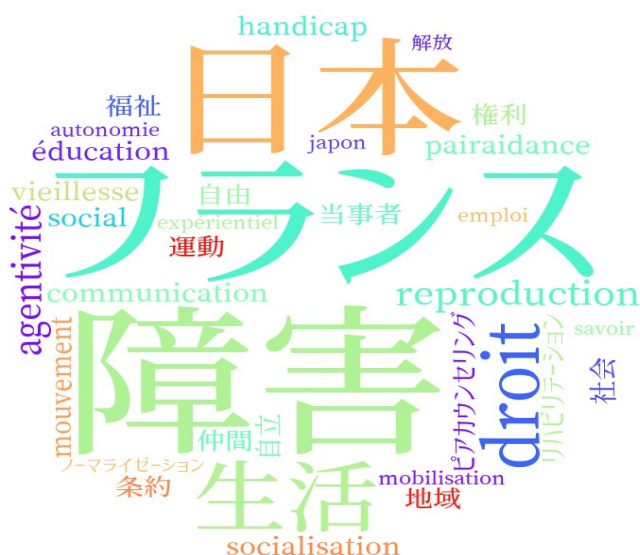 handicap
解放
日本
福祉
権利
autonomie
japon
pairaidance
éducation
フランス
vieillesse
自由
当事者
social
expérientiel
emploi
運動
agentivité
communication
reproduction
障害
droit
ピアカウンセリング
リハビリテーション
savoir
mouvement
社会
仲間
自立
ノーマライゼーション
生活
mobilisation
条約
地域
socialisation